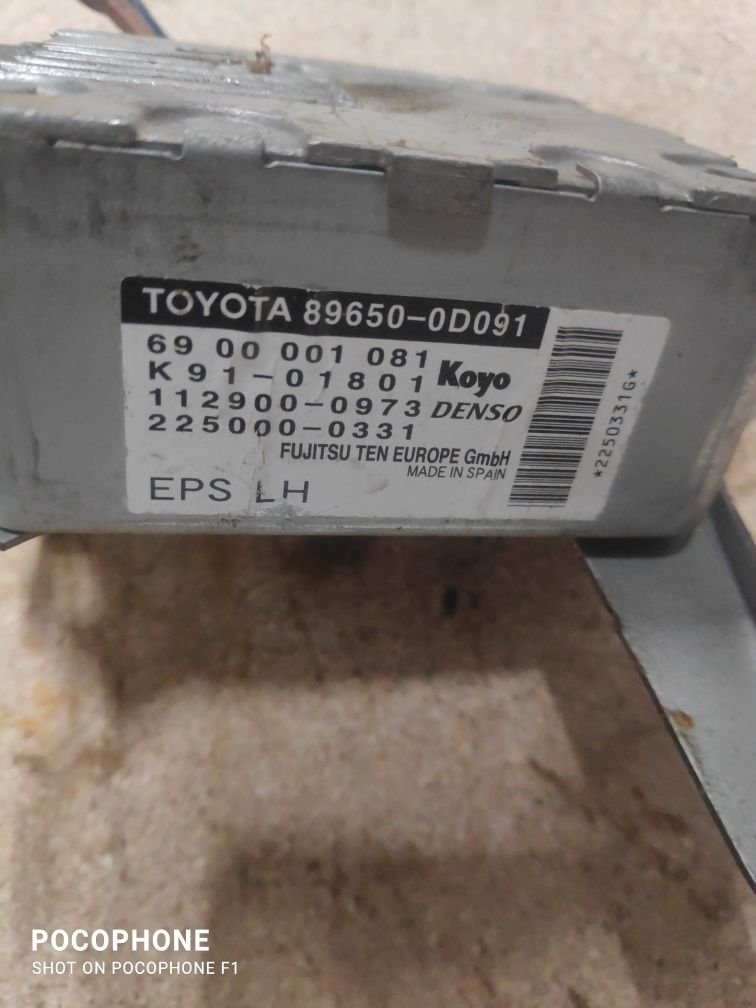 TOYOTA 89650-0D091
69 00 001 081
K 91-01801 Koyo
112900-0973 DENSO
225000-0331
FUJITSU TEN EUROPE GmbH
MADE IN SPAIN
EPS LH
*2250331G*
POCOPHONE
SHOT ON POCOPHONE F1